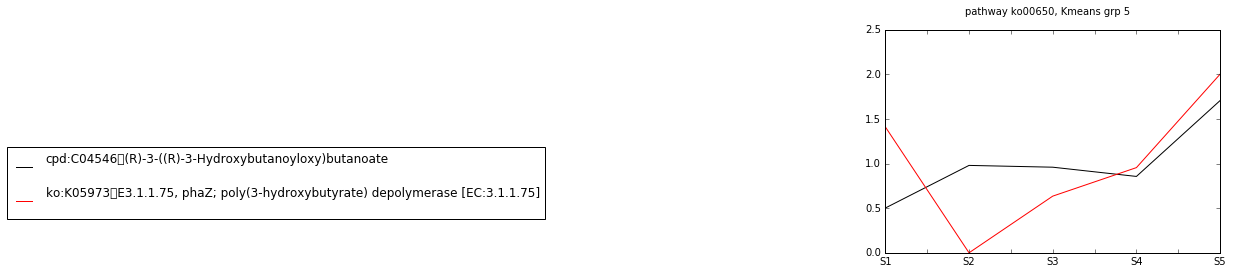 pathway ko00650, Kmeans grp 5
2.5
2.0
1.5
1.0
0.5
0.0
S1 S2 S3 S4 S5
cpd:C04546▯(R)-3-((R)-3-Hydroxybutanoyloxy)butanoate
ko:K05973▯E3.1.1.75, phaZ; poly(3-hydroxybutyrate) depolymerase [EC:3.1.1.75]